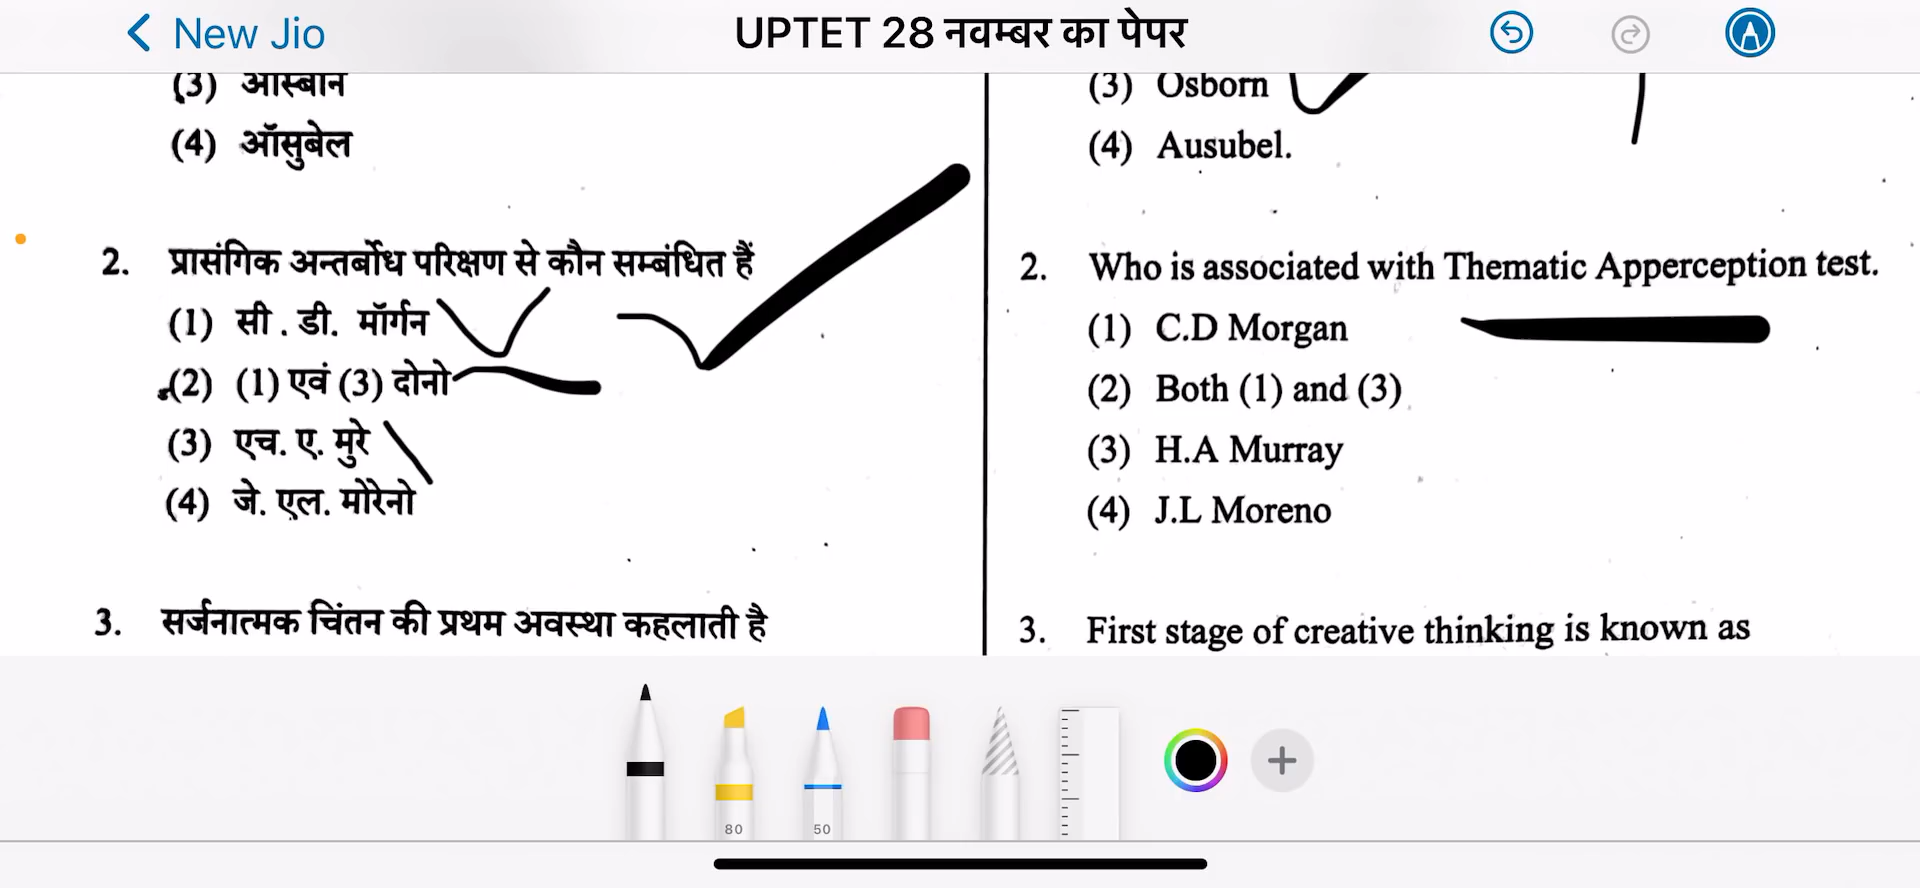 New Jio
UPTET 28 नवम्बर का पेपर
(3) आस्बान
(4) ऑसुबेल
2. प्रासंगिक अन्तर्बोध परिक्षण से कौन सम्बंधित हैं
(1) सी . डी. मॉर्गन
(2) (1) एवं (3) दोनो
(3) एच. ए. मुरे
(4) जे. एल. मोरेनो
3. सर्जनात्मक चिंतन की प्रथम अवस्था कहलाती है
(3) Osborn
(4) Ausubel.
2. Who is associated with Thematic Apperception test.
(1) C.D Morgan
(2) Both (1) and (3)
(3) H.A Murray
(4) J.L Moreno
3. First stage of creative thinking is known as
80
50